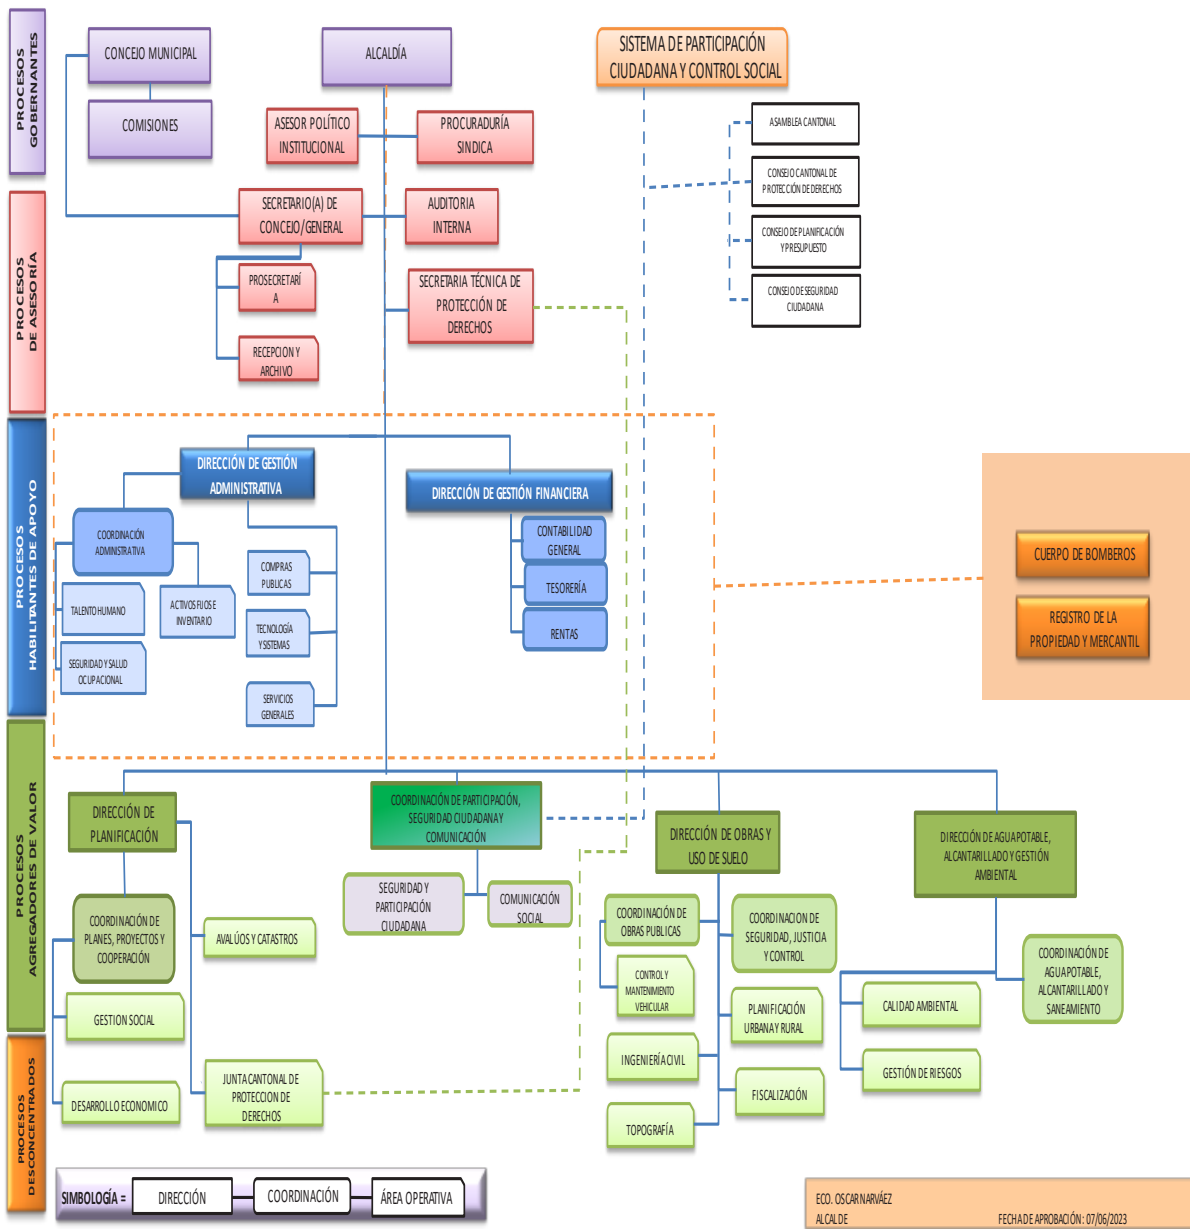 PROCESOS
GOBERNANTES
CONCEJO MUNICIPAL
COMISIONES
ALCALDÍA
SISTEMA DE PARTICIPACIÓN
CIUDADANA Y CONTROL SOCIAL
ASESOR POLÍTICO
INSTITUCIONAL
PROCURADURÍA
SINDICA
ASAMBLEA CANTONAL
CONSEJO CANTONAL DE
PROTECCIÓN DE DERECHOS
CONSEJO DE PLANIFICACIÓN
Y PRESUPUESTO
CONSEJO DE SEGURIDAD
CIUDADANA
PROCESOS
DE ASESORÍA
SECRETARIO(A) DE
CONCEJO/GENERAL
AUDITORIA
INTERNA
PROSECRETARÍ
A
RECEPCION Y
ARCHIVO
SECRETARIA TÉCNICA DE
PROTECCIÓN DE
DERECHOS
PROCESOS
HABILITANTES DE APOYO
DIRECCIÓN DE GESTIÓN
ADMINISTRATIVA
DIRECCIÓN DE GESTIÓN FINANCIERA
COORDINACIÓN
ADMINISTRATIVA
TALENTO HUMANO
ACTIVOS FIJOS E
INVENTARIO
SEGURIDAD Y SALUD
OCUPACIONAL
COMPRAS
PUBLICAS
TECNOLOGÍA
Y SISTEMAS
SERVICIOS
GENERALES
CONTABILIDAD
GENERAL
TESORERÍA
RENTAS
CUERPO DE BOMBEROS
REGISTRO DE LA
PROPIEDAD Y MERCANTIL
PROCESOS
AGREGADORES DE VALOR
DIRECCIÓN DE
PLANIFICACIÓN
COORDINACIÓN DE PARTICIPACIÓN,
SEGURIDAD CIUDADANA Y
COMUNICACIÓN
DIRECCIÓN DE OBRAS Y
USO DE SUELO
DIRECCIÓN DE AGUA POTABLE,
ALCANTARILLADO Y GESTIÓN
AMBIENTAL
COORDINACIÓN DE
PLANES, PROYECTOS Y
COOPERACIÓN
AVALÚOS Y CATASTROS
SEGURIDAD Y
PARTICIPACIÓN
CIUDADANA
COMUNICACIÓN
SOCIAL
COORDINACIÓN DE
OBRAS PUBLICAS
COORDINACION DE
SEGURIDAD, JUSTICIA
Y CONTROL
COORDINACIÓN DE
AGUA POTABLE,
ALCANTARILLADO Y
SANEAMIENTO
CONTROL Y
MANTENIMIENTO
VEHICULAR
GESTION SOCIAL
PLANIFICACIÓN
URBANA Y RURAL
CALIDAD AMBIENTAL
INGENIERÍA CIVIL
GESTIÓN DE RIESGOS
PROCESOS
DESCONCENTRADOS
DESARROLLO ECONOMICO
JUNTA CANTONAL DE
PROTECCION DE
DERECHOS
FISCALIZACIÓN
TOPOGRAFÍA
SIMBOLOGÍA = DIRECCIÓN COORDINACIÓN ÁREA OPERATIVA
ECO. OSCAR NARVÁEZ
ALCALDE FECHA DE APROBACIÓN: 07/06/2023